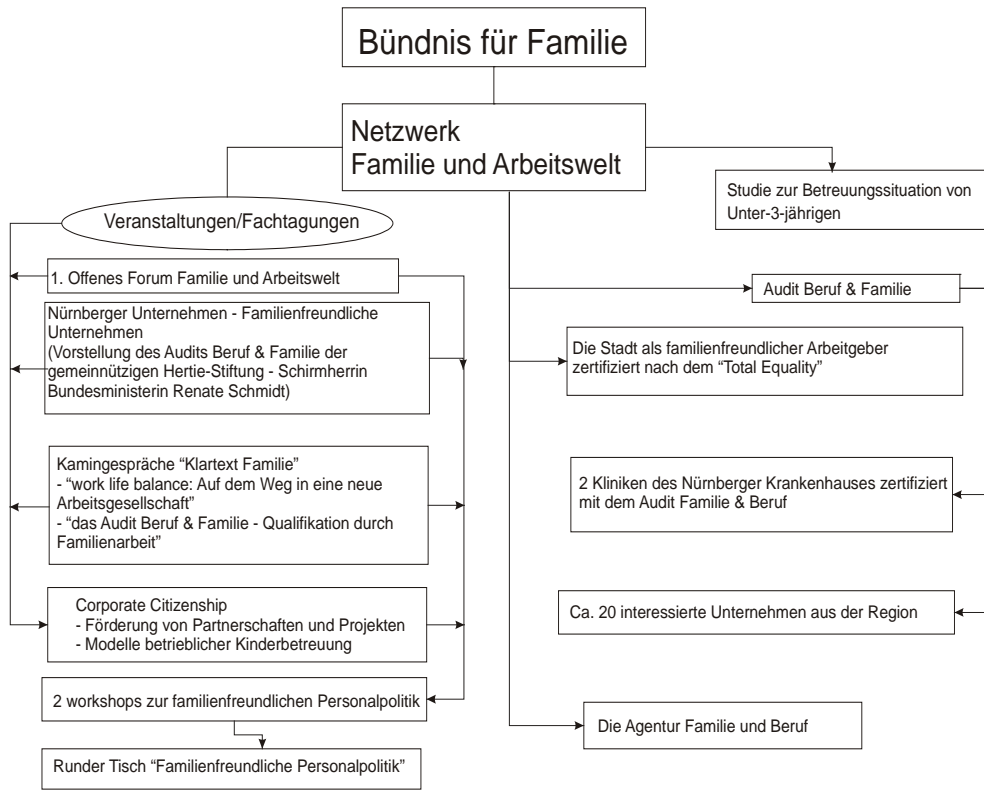 Bündnis für Familie
Netzwerk
Familie und Arbeitswelt
Veranstaltungen/Fachtagungen
1. Offenes Forum Familie und Arbeitswelt
Nürnberger Unternehmen - Familienfreundliche
Unternehmen
(Vorstellung des Audits Beruf & Familie der
gemeinnützigen Hertie-Stiftung - Schirmherrin
Bundesministerin Renate Schmidt)
Kamingespräche “Klartext Familie”
- “work life balance: Auf dem Weg in eine neue
Arbeitsgesellschaft”
- “das Audit Beruf & Familie - Qualifikation durch
Familienarbeit”
Corporate Citizenship
- Förderung von Partnerschaften und Projekten
- Modelle betrieblicher Kinderbetreuung
2 workshops zur familienfreundlichen Personalpolitik
Runder Tisch “Familienfreundliche Personalpolitik”
Studie zur Betreuungssituation von
Unter-3-jährigen
Audit Beruf & Familie
Die Stadt als familienfreundlicher Arbeitgeber
zertifiziert nach dem “Total Equality”
2 Kliniken des Nürnberger Krankenhauses zertifiziert
mit dem Audit Familie & Beruf
Ca. 20 interessierte Unternehmen aus der Region
Die Agentur Familie und Beruf